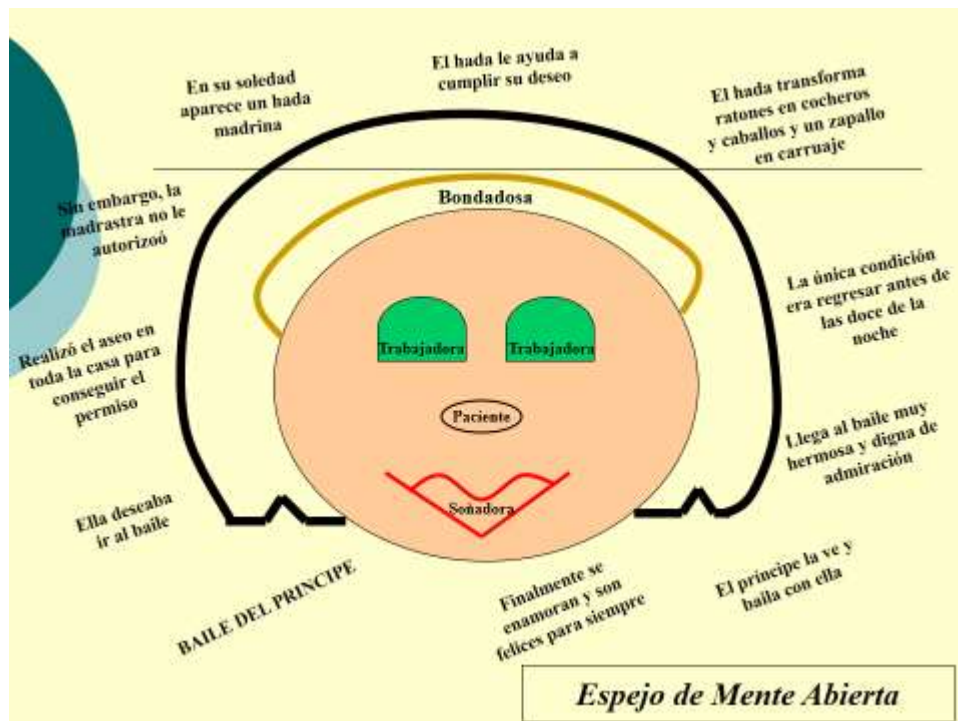 El hada le ayuda a
cumplir su deseo
En su soledad
aparece un hada
madrina
El hada transforma
ratones en cocheros
y caballos y un zapallo
en carruaje
Sin embargo, la
madrastra no le
autorizoó
Bondadosa
La única condición
era regresar antes de
las doce de la
noche
Realizó el aseo en
toda la casa para
conseguir el
permiso
Trabajadora
Trabajadora
Paciente
Soñadora
Llega al baile muy
hermosa y digna de
admiración
Ella deseaba
ir al baile
BAILE DEL PRINCIPE
Finalmente se
enamoran y son
felices para siempre
El príncipe la ve y
baila con ella
Espejo de Mente Abierta